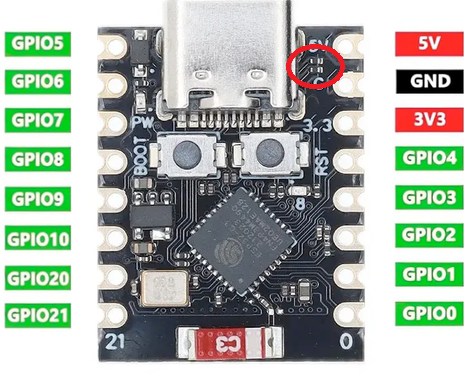 GPIO5
GPIO6
GPIO7
GPIO8
GPIO9
GPIO10
GPIO20
GPIO21
5V
GND
3V3
GPIO4
GPIO3
GPIO2
GPIO1
GPIO0
5V
G
PW
3.3
BOOT
RST
8
C3
21
0